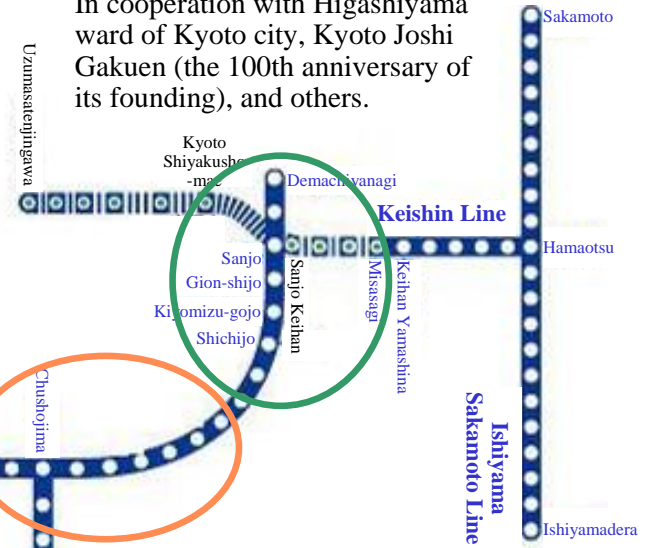 In cooperation with Higashiyama
ward of Kyoto city, Kyoto Joshi
Gakuen (the 100th anniversary of
its founding), and others.
Sakamoto
Uzumasatenjingawa
Kyoto
Shiyakusho
-mae
Demachiyanagi
Keishin Line
Hamaotsu
Sanjo
Gion-shijo
Kiyomizu-gojo
Shichijo
Sanjo Keihan
Misasagi
Keihan Yamashina
Chushojima
Ishiyama
Sakamoto Line
Ishiyamadera